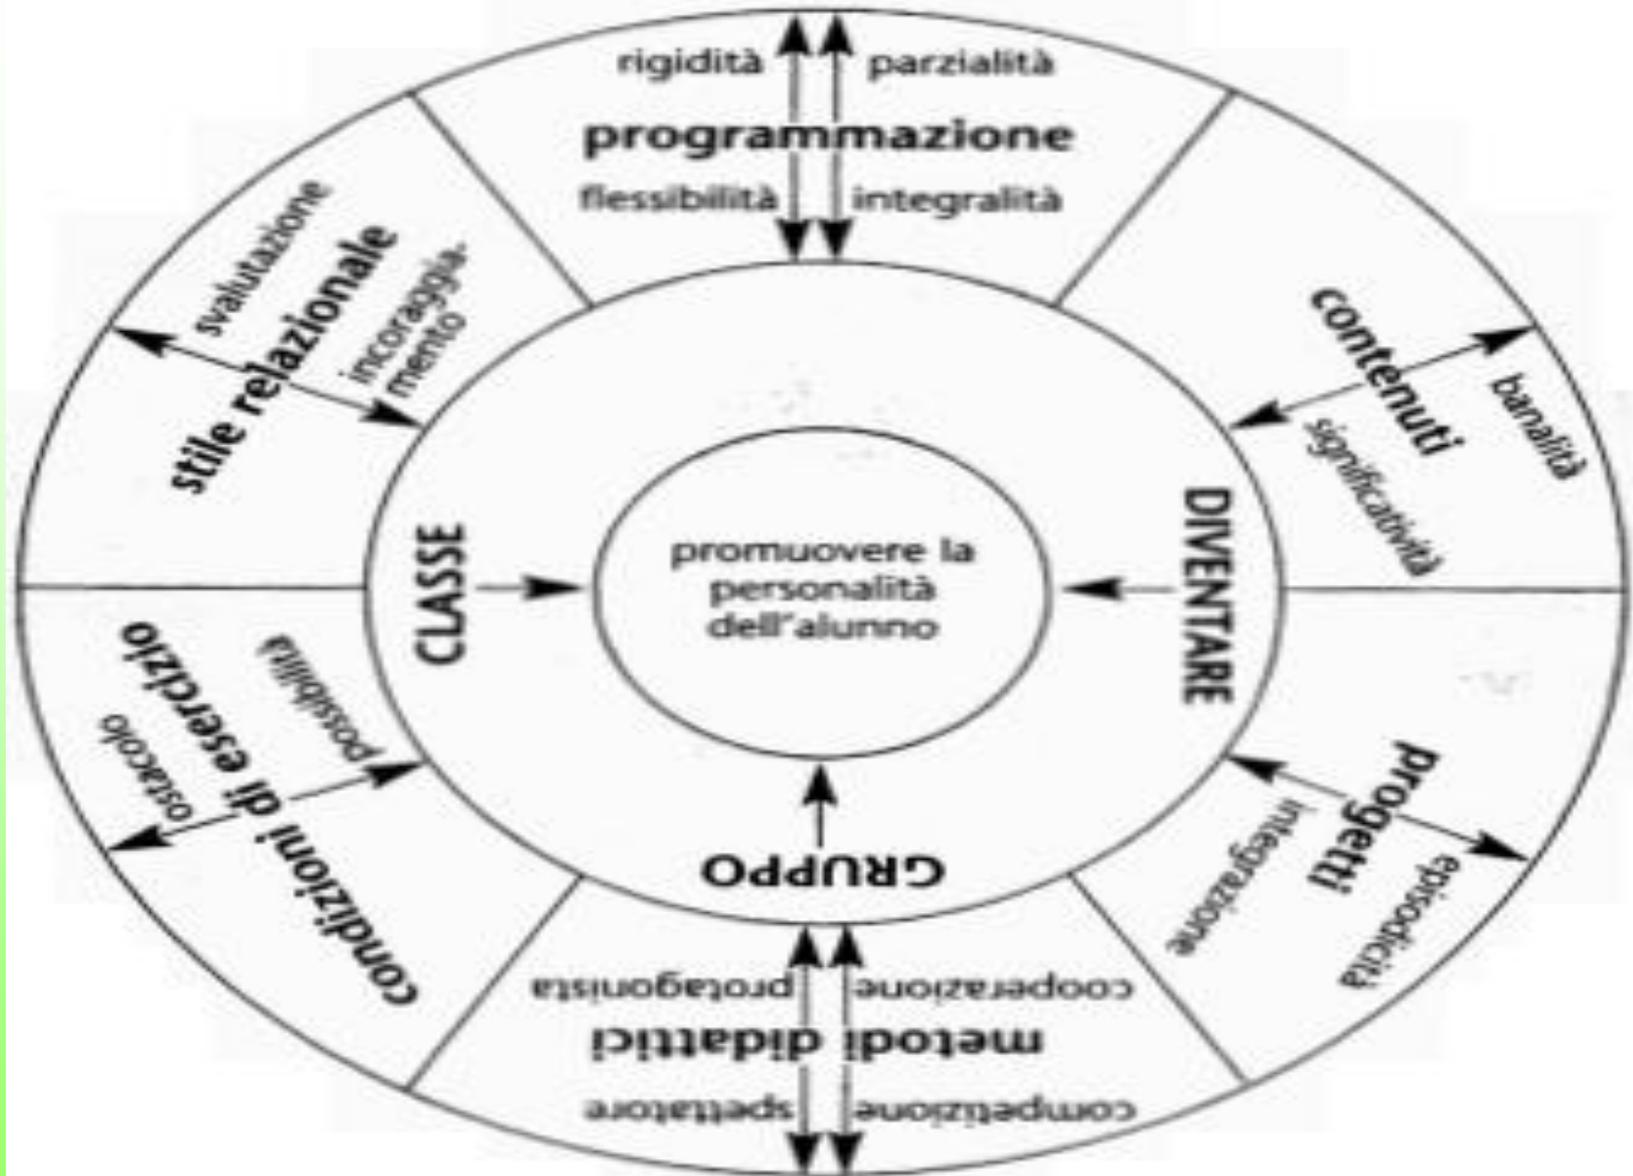 rigidità parzialità
programmazione
flessibilità integralità
contenuti
banalità
significatività
progetti
integrazione
episodicità
cooperazione protagonista
metodi didattici
competizione spettatore
condizioni di esercizio
possibilità
ostacolo
svalutazione
stile relazionale
incoraggia-
mento
CLASSE
DIVENTARE
GRUPPO
promuovere la
personalità
dell'alunno